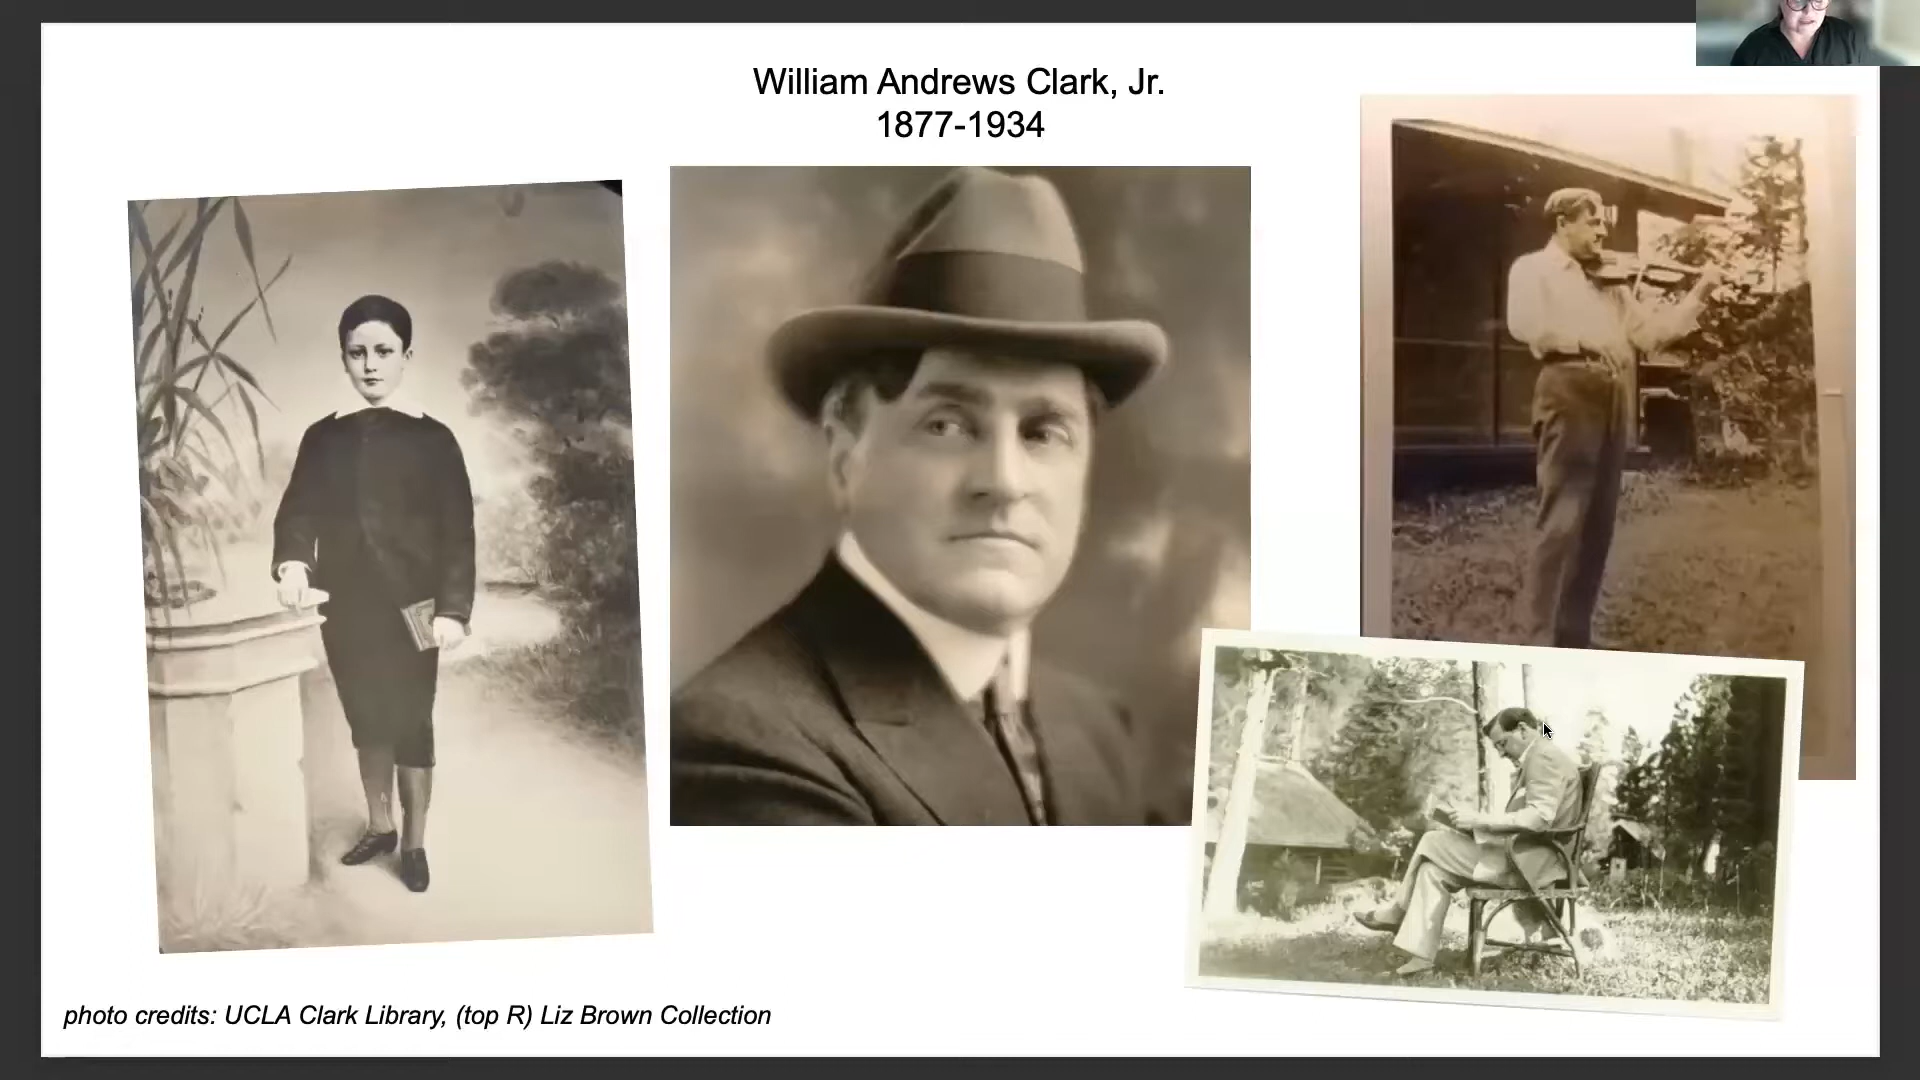 William Andrews Clark, Jr.
1877-1934
photo credits: UCLA Clark Library, (top R) Liz Brown Collection